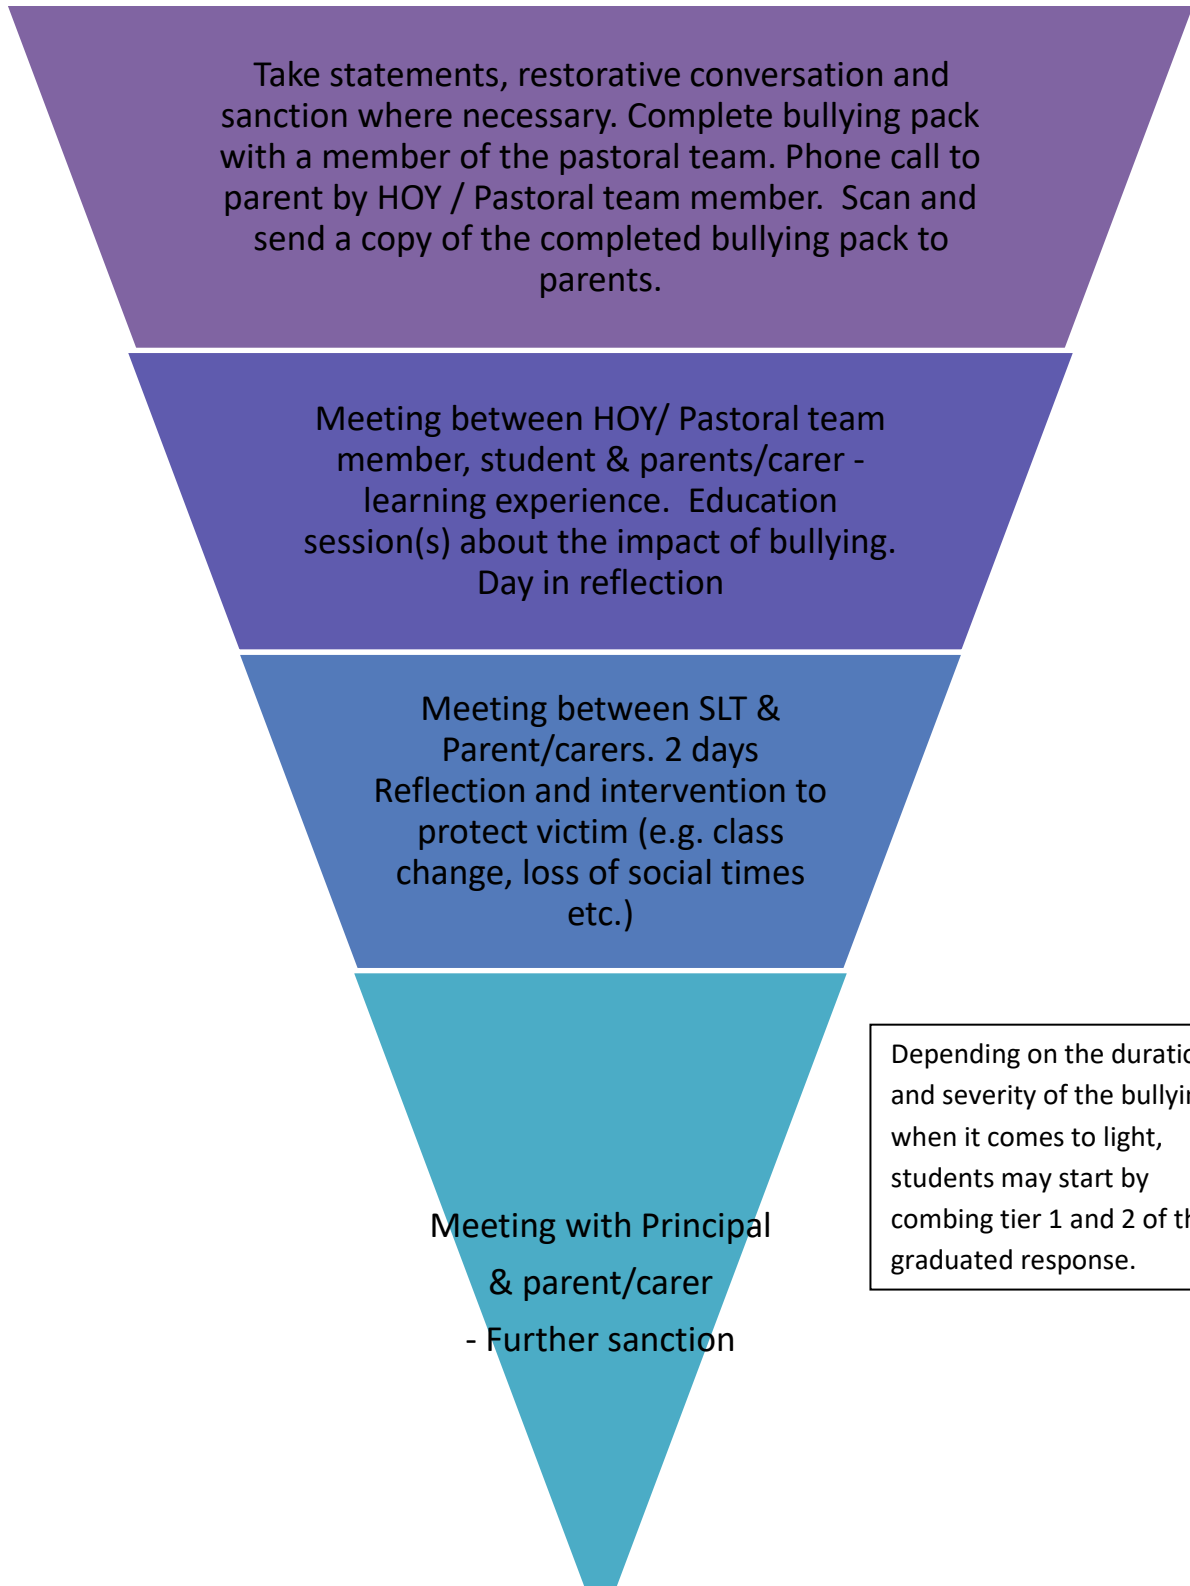 Take statements, restorative conversation and
sanction where necessary. Complete bullying pack
with a member of the pastoral team. Phone call to
parent by HOY / Pastoral team member.  Scan and
send a copy of the completed bullying pack to
parents.
Meeting between HOY/ Pastoral team
member, student & parents/carer -
learning experience.  Education
session(s) about the impact of bullying.
Day in reflection
Meeting between SLT &
Parent/carers. 2 days
Reflection and intervention to
protect victim (e.g. class
change, loss of social times
etc.)
Meeting with Principal
& parent/carer
- Further sanction
Depending on the
and severity of the
when it comes to light,
students may start by
combing tier 1 and 2 of
graduated response.